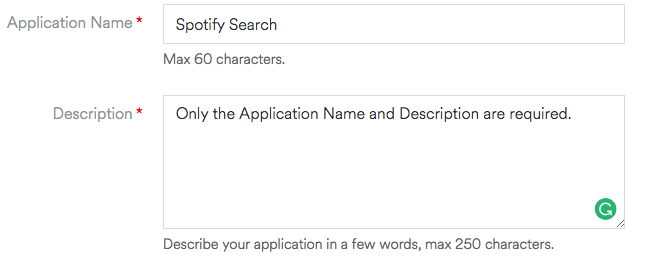 Application Name *
Spotify Search
Max 60 characters.
Description *
Only the Application Name and Description are required.
G
Describe your application in a few words, max 250 characters.